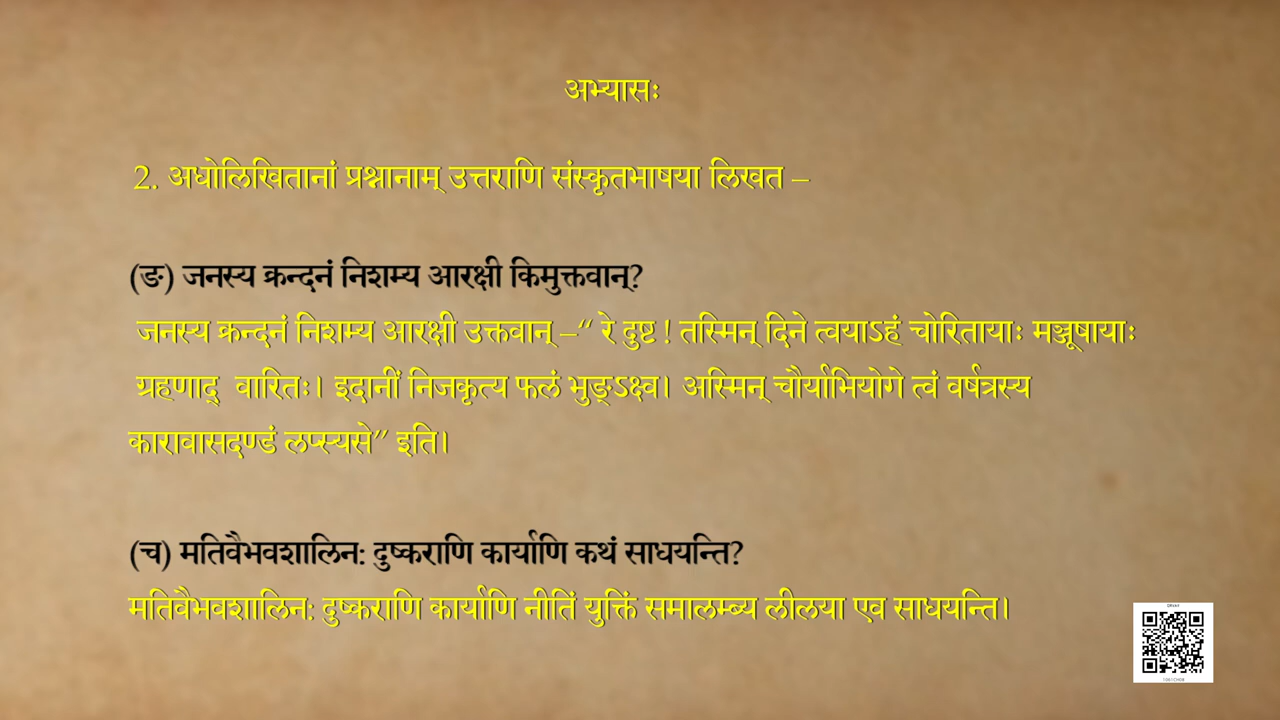 अभ्यासः
2. अधोलिखितानां प्रश्नानाम् उत्तराणि संस्कृतभाषया लिखत –
(ङ) जनस्य क्रन्दनं निशम्य आरक्षी किमुक्तवान्?
जनस्य क्रन्दनं निशम्य आरक्षी उक्तवान् –“ रे दुष्ट ! तस्मिन् दिने त्वयाऽहं चोरितायाः मञ्जूषायाः
ग्रहणाद् वारितः। इदानीं निजकृत्य फलं भुङ्ऽक्ष्व। अस्मिन् चौर्याभियोगे त्वं वर्षत्रस्य
कारावासदण्डं लप्स्यसे” इति।
(च) मतिवैभवशालिन: दुष्कराणि कार्याणि कथं साधयन्ति?
मतिवैभवशालिन: दुष्कराणि कार्याणि नीतिं युक्तिं समालम्ब्य लीलया एव साधयन्ति।